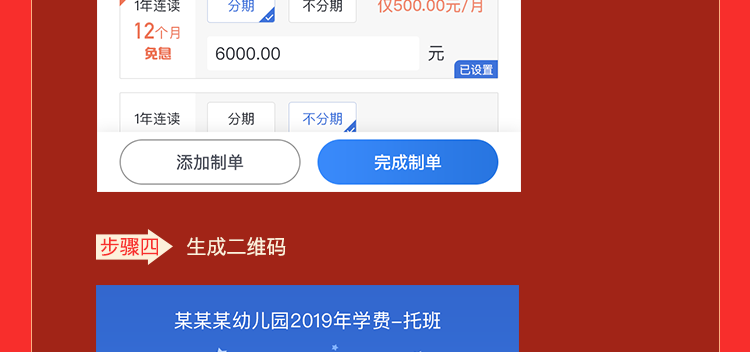 1年连读 分期 不分期 仅500.00元/月
12个月
免息
6000.00 元
已设置
1年连读 分期 不分期
添加制单 完成制单
步骤四 生成二维码
某某某幼儿园2019年学费-托班